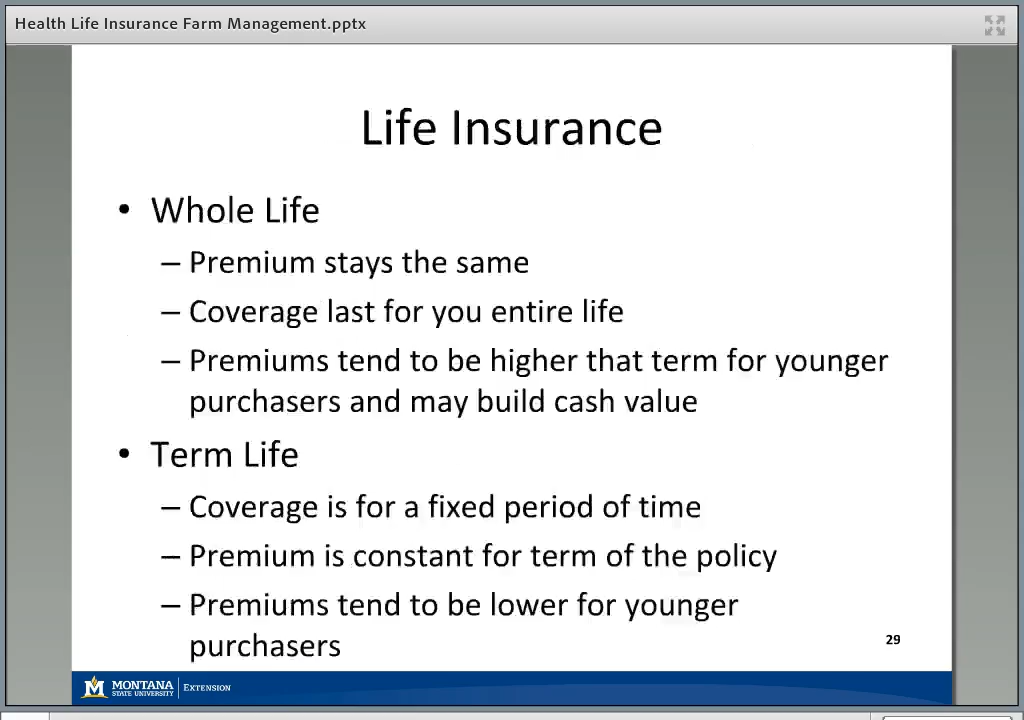 Health Life Insurance Farm Management.pptx
Life Insurance
• Whole Life
– Premium stays the same
– Coverage last for you entire life
– Premiums tend to be higher that term for younger
purchasers and may build cash value
• Term Life
– Coverage is for a fixed period of time
– Premium is constant for term of the policy
– Premiums tend to be lower for younger
purchasers
29
MONTANA
STATE UNIVERSITY
EXTENSION